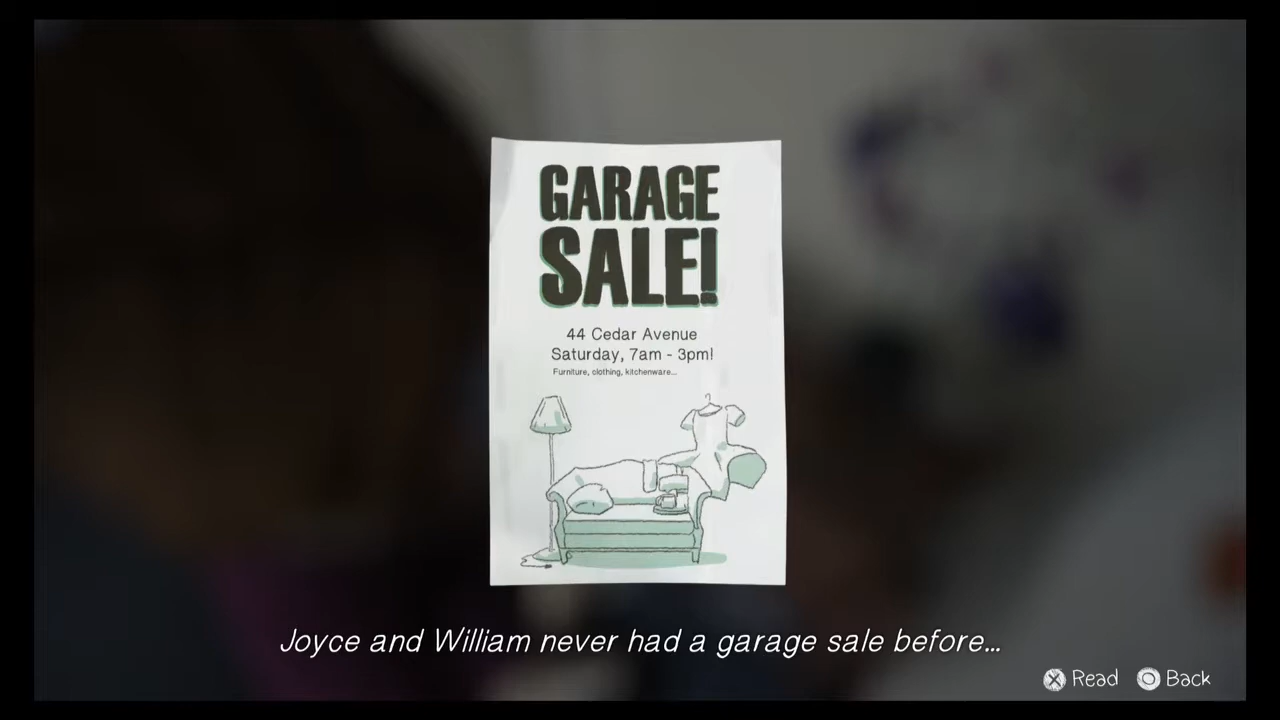 GARAGE
SALE!
44 Cedar Avenue
Saturday, 7am - 3pm!
Furniture, clothing, kitchenware...
Joyce and William never had a garage sale before...
Read
Back